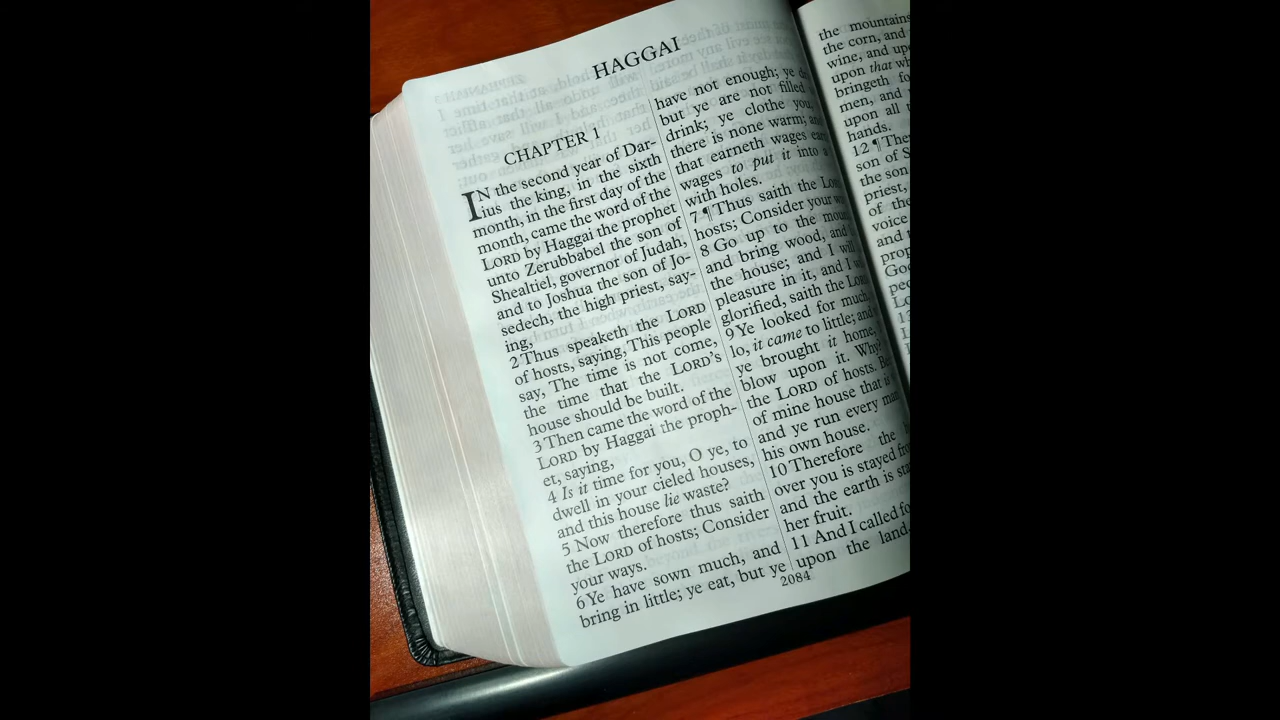 HAGGAI
CHAPTER 1
IN the second year of Dar-
ius the king, in the sixth
month, in the first day of the
month, came the word of the
LORD by Haggai the prophet
unto Zerubbabel the son of
Shealtiel, governor of Judah,
and to Joshua the son of Jo-
sedech, the high priest, say-
ing,
2 Thus speaketh the LORD
of hosts, saying, This people
say, The time is not come,
the time that the LORD'S
house should be built.
3 Then came the word of the
LORD by Haggai the proph-
et, saying,
4 Is it time for you, O ye, to
dwell in your cieled houses,
and this house lie waste?
5 Now therefore thus saith
the LORD of hosts; Consider
your ways.
6 Ye have sown much, and
bring in little; ye eat, but ye
have not enough; ye
but ye are not filled
drink; ye clothe you,
there is none warm;
that earneth wages
wages to put it into a
with holes.
7 ¶ Thus saith the
hosts; Consider your
8 Go up to the
and bring wood, and
the house; and I will
pleasure in it, and I
glorified, saith the
9 Ye looked for much,
lo, it came to little; and
ye brought it home,
blow upon it. Why?
the LORD of hosts.
of mine house that is
and ye run every
his own house.
10 Therefore the
over you is stayed
and the earth is
her fruit.
11 And I called
upon the land,
2084
the mountains
the corn, and
wine, and
upon that
bringeth
men, and
upon all
hands.
12 ¶
son of
the son
priest,
of the
voice
and